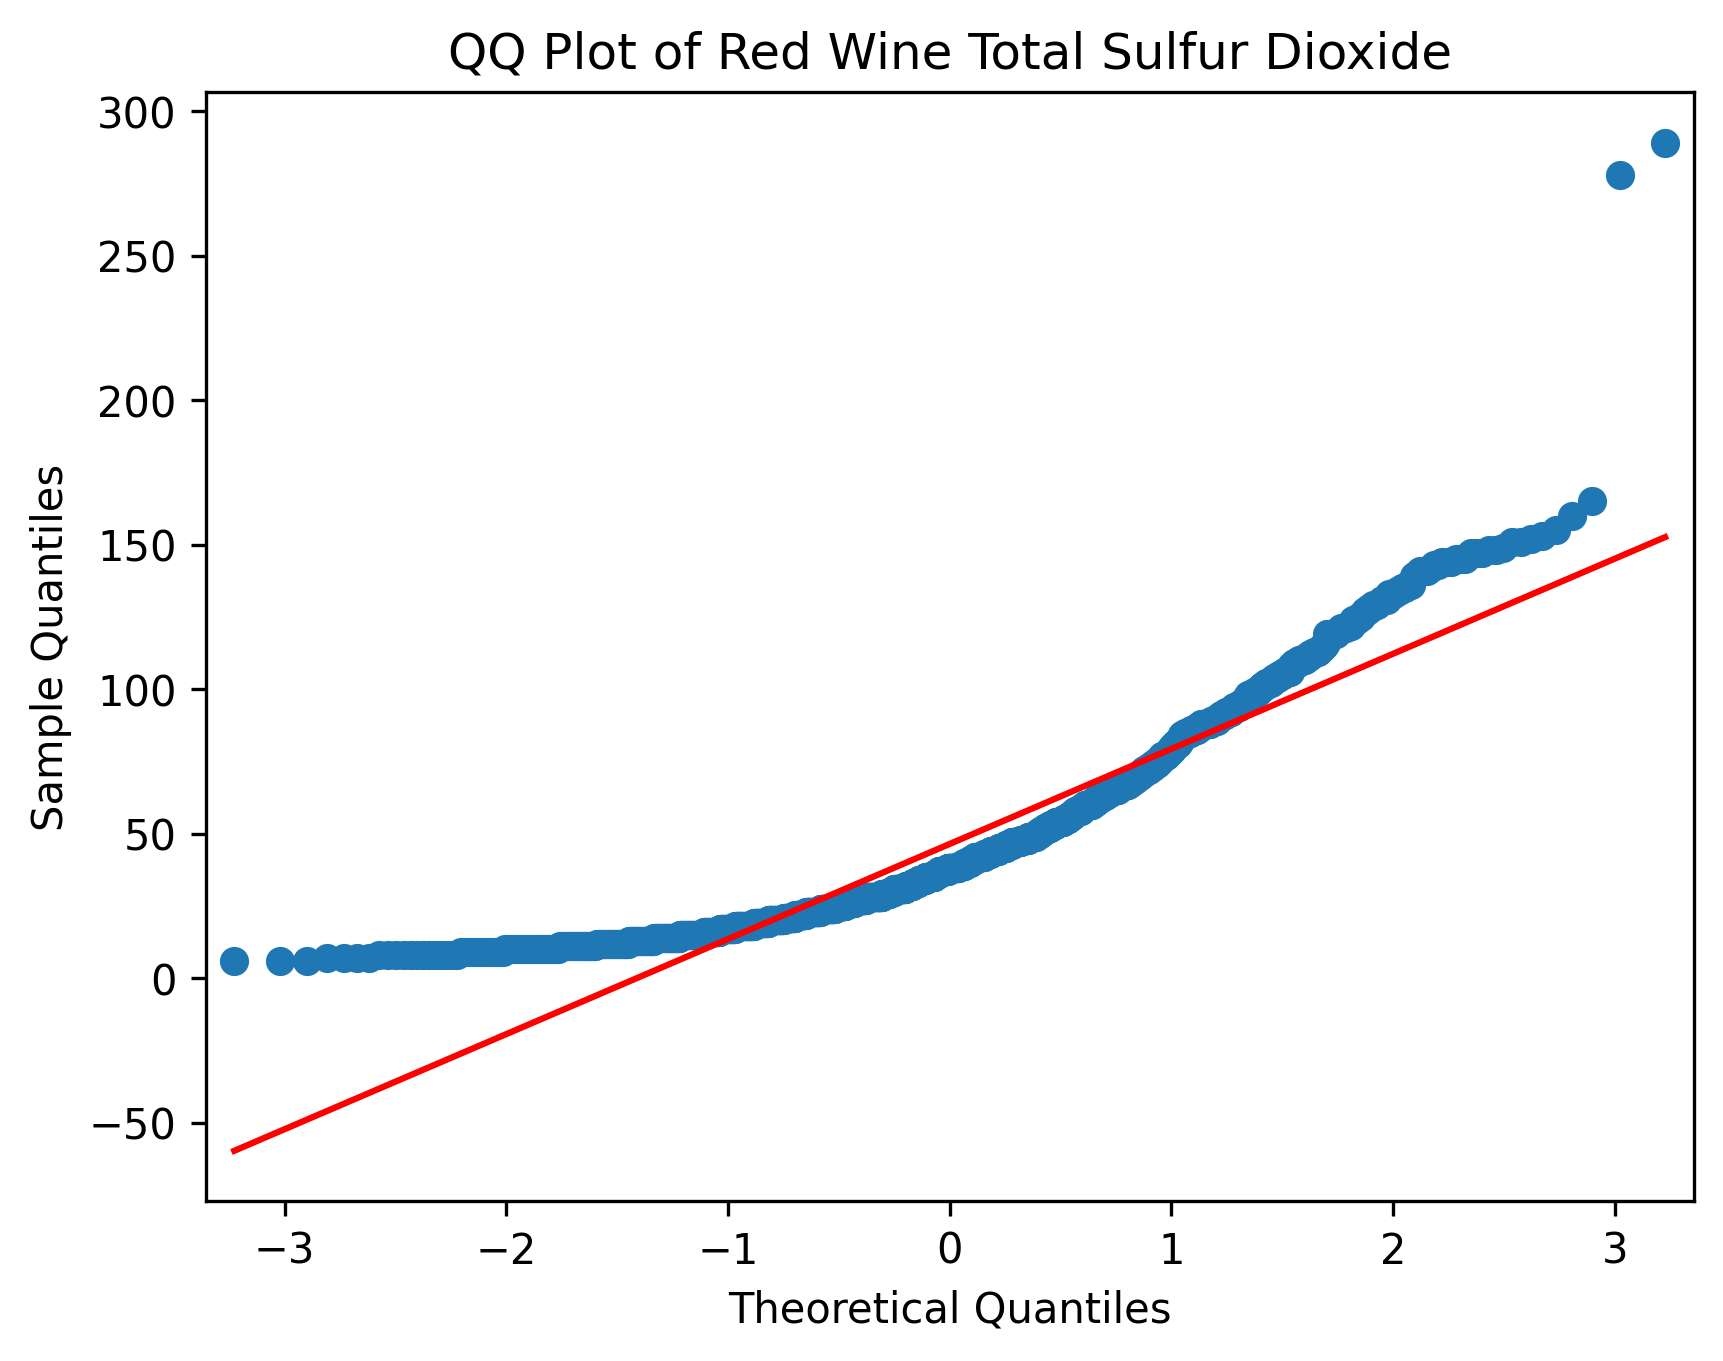 QQ Plot of Red Wine Total Sulfur Dioxide
300
250
200
150
100
50
0
−50
Sample Quantiles
−3 −2 −1 0 1 2 3
Theoretical Quantiles